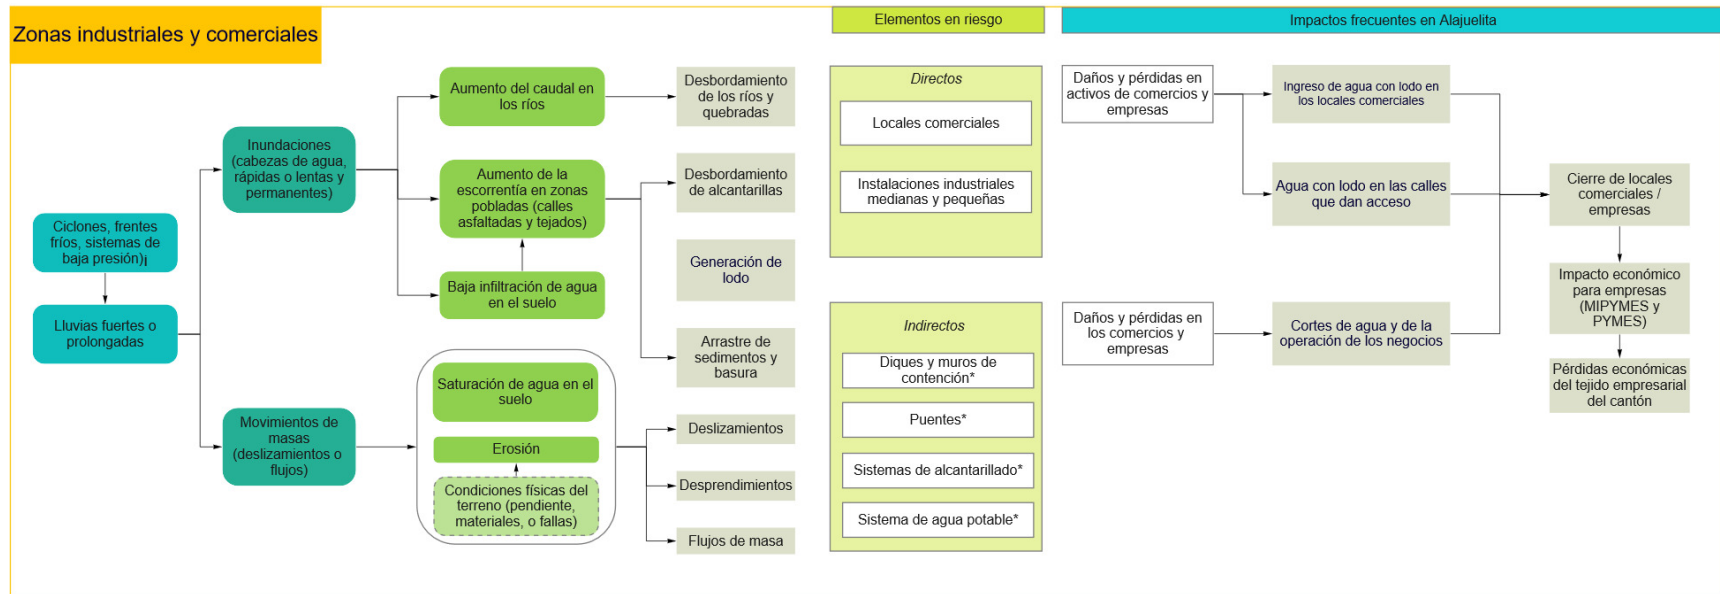 Zonas industriales y comerciales
Elementos en riesgo
Impactos frecuentes en Alajuelita
Ciclones, frentes
fríos, sistemas de
baja presión)¡
Lluvias fuertes o
prolongadas
Inundaciones
(cabezas de agua,
rápidas o lentas y
permanentes)
Movimientos de
masas
(deslizamientos o
flujos)
Aumento del caudal en
los ríos
Aumento de la
escorrentía en zonas
pobladas (calles
asfaltadas y tejados)
Baja infiltración de agua
en el suelo
Saturación de agua en el
suelo
Erosión
Condiciones físicas del
terreno (pendiente,
materiales, o fallas)
Desbordamiento
de los ríos y
quebradas
Desbordamiento
de alcantarillas
Generación de
lodo
Arrastre de
sedimentos y
basura
Deslizamientos
Desprendimientos
Flujos de masa
Directos
Locales comerciales
Instalaciones industriales
medianas y pequeñas
Indirectos
Diques y muros de
contención*
Puentes*
Sistemas de alcantarillado*
Sistema de agua potable*
Daños y pérdidas en
activos de comercios y
empresas
Daños y pérdidas en
los comercios y
empresas
Ingreso de agua con lodo en
los locales comerciales
Agua con lodo en las calles
que dan acceso
Cortes de agua y de la
operación de los negocios
Cierre de locales
comerciales /
empresas
Impacto económico
para empresas
(MIPYMES y
PYMES)
Pérdidas económicas
del tejido empresarial
del cantón